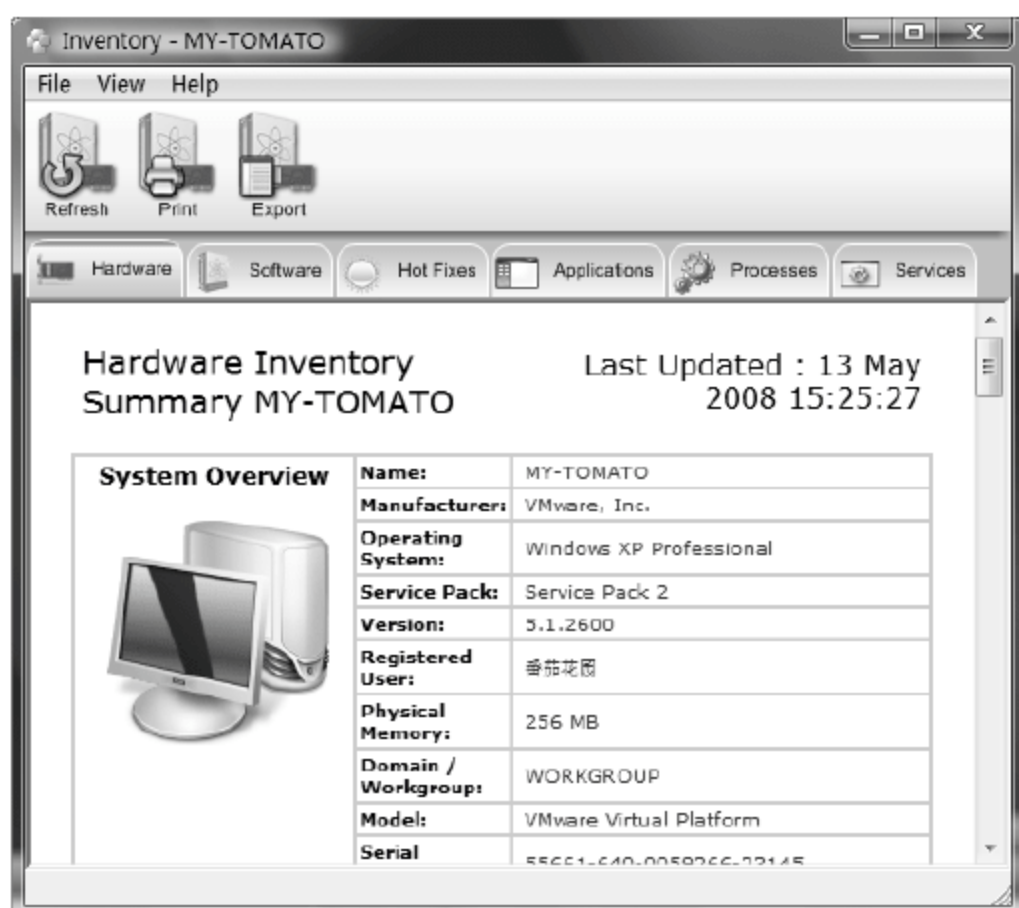 Inventory - MY-TOMATO
File View Help
Refresh Print Export
Hardware Software Hot Fixes Applications Processes Services
Hardware Inventory
Summary MY-TOMATO
Last Updated : 13 May
2008 15:25:27
System Overview
Name: MY-TOMATO
Manufacturer: VMware, Inc.
Operating
System: Windows XP Professional
Service Pack: Service Pack 2
Version: 5.1.2600
Registered
User: 番茄花园
Physical
Memory: 256 MB
Domain /
Workgroup: WORKGROUP
Model: VMware Virtual Platform
Serial